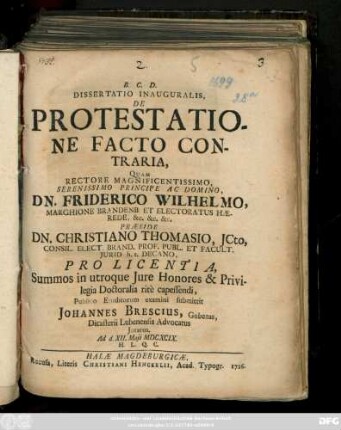 2.
3
B. C. D.
DISSERTATIO INAUGURALIS,
DE
PROTESTATIO-
NE FACTO CON-
TRARIA,
QUAM
RECTORE MAGNIFICENTISSIMO,
SERENISSIMO PRINCIPE AC DOMINO,
DN. FRIDERICO WILHELMO,
MARCHIONE BRANDENB. ET ELECTORATUS HÆ-
REDE. &c. &c. &c.
PRÆSIDE
DN. CHRISTIANO THOMASIO, JCto,
CONSIL. ELECT. BRAND. PROF. PUBL. ET FACULT.
JURID. h. t. DECANO,
PRO LICENTIA,
Summos in utroque Jure Honores & Privi-
legia Doctoralia ritè capessendi,
Publico Eruditorum examini submittit
JOHANNES BRESCIUS, Gubenas,
Dicasterii Lubenensis Advocatus
Juratus.
Ad d. XII. Maji MDCXCIX.
H. L. Q. C.
HALÆ MAGDEBURGICÆ,
Recusa, Literis CHRISTIANI HENCKELII, Acad. Typogr. 1726.